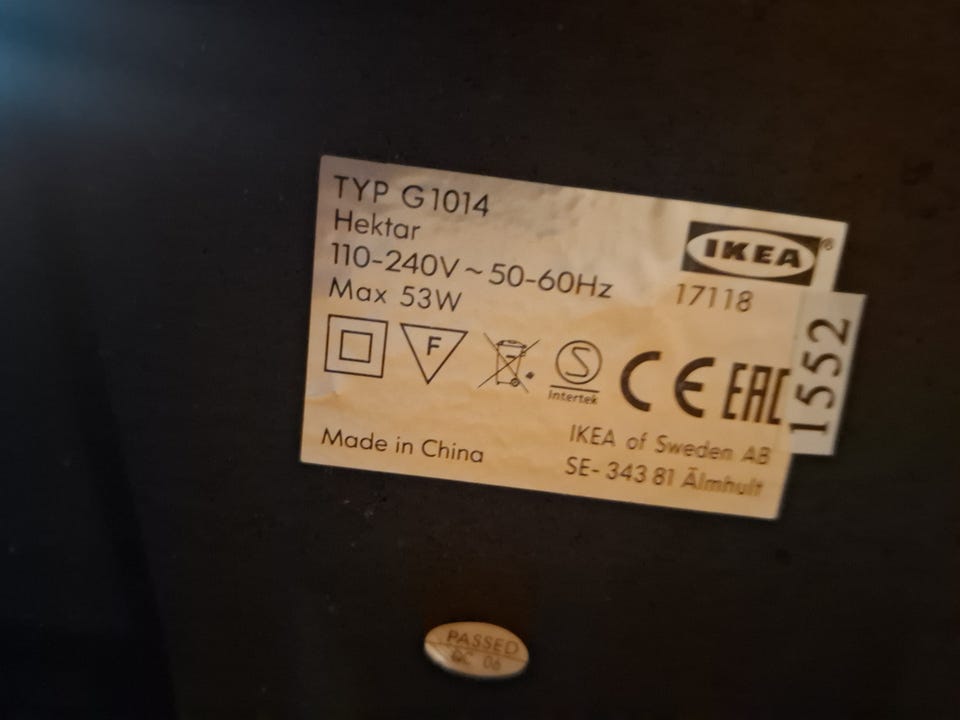 TYP G1014
Hektar
110-240V ~ 50-60Hz
Max 53W
IKEA®
17118
F
S
Intertek
CE EAC
1552
Made in China
IKEA of Sweden AB
SE- 343 81 Älmhult
PASSED
QC 06